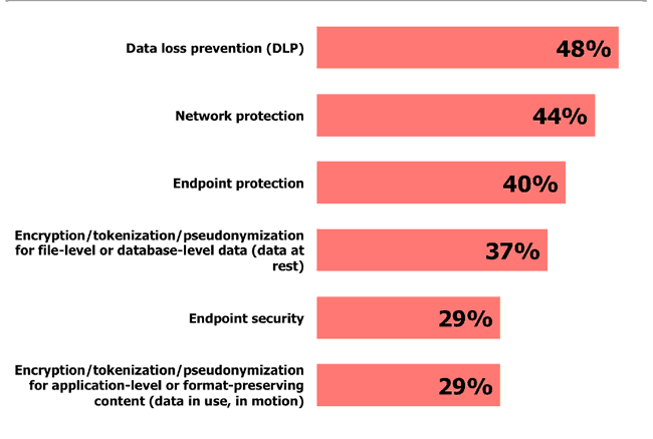 Data loss prevention (DLP)
48%
Network protection
44%
Endpoint protection
40%
Encryption/tokenization/pseudonymization
for file-level or database-level data (data at
rest)
37%
Endpoint security
29%
Encryption/tokenization/pseudonymization
for application-level or format-preserving
content (data in use, in motion)
29%